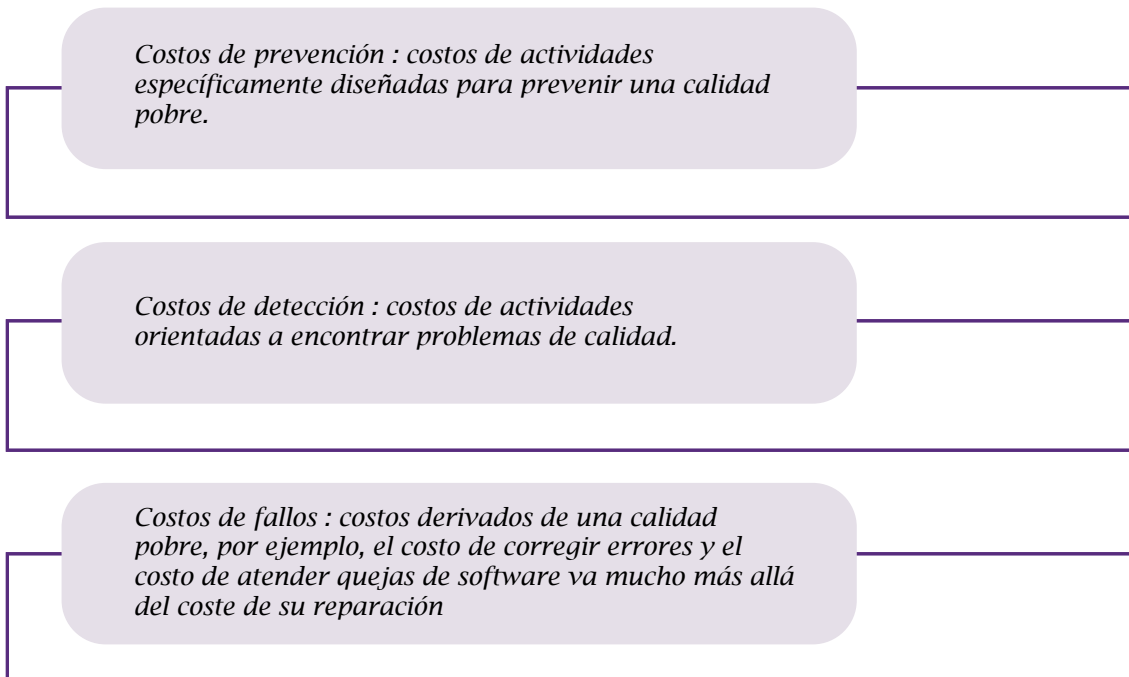 Costos de prevención : costos de actividades
específicamente diseñadas para prevenir una calidad
pobre.
Costos de detección : costos de actividades
orientadas a encontrar problemas de calidad.
Costos de fallos : costos derivados de una calidad
pobre, por ejemplo, el costo de corregir errores y el
costo de atender quejas de software va mucho más allá
del coste de su reparación